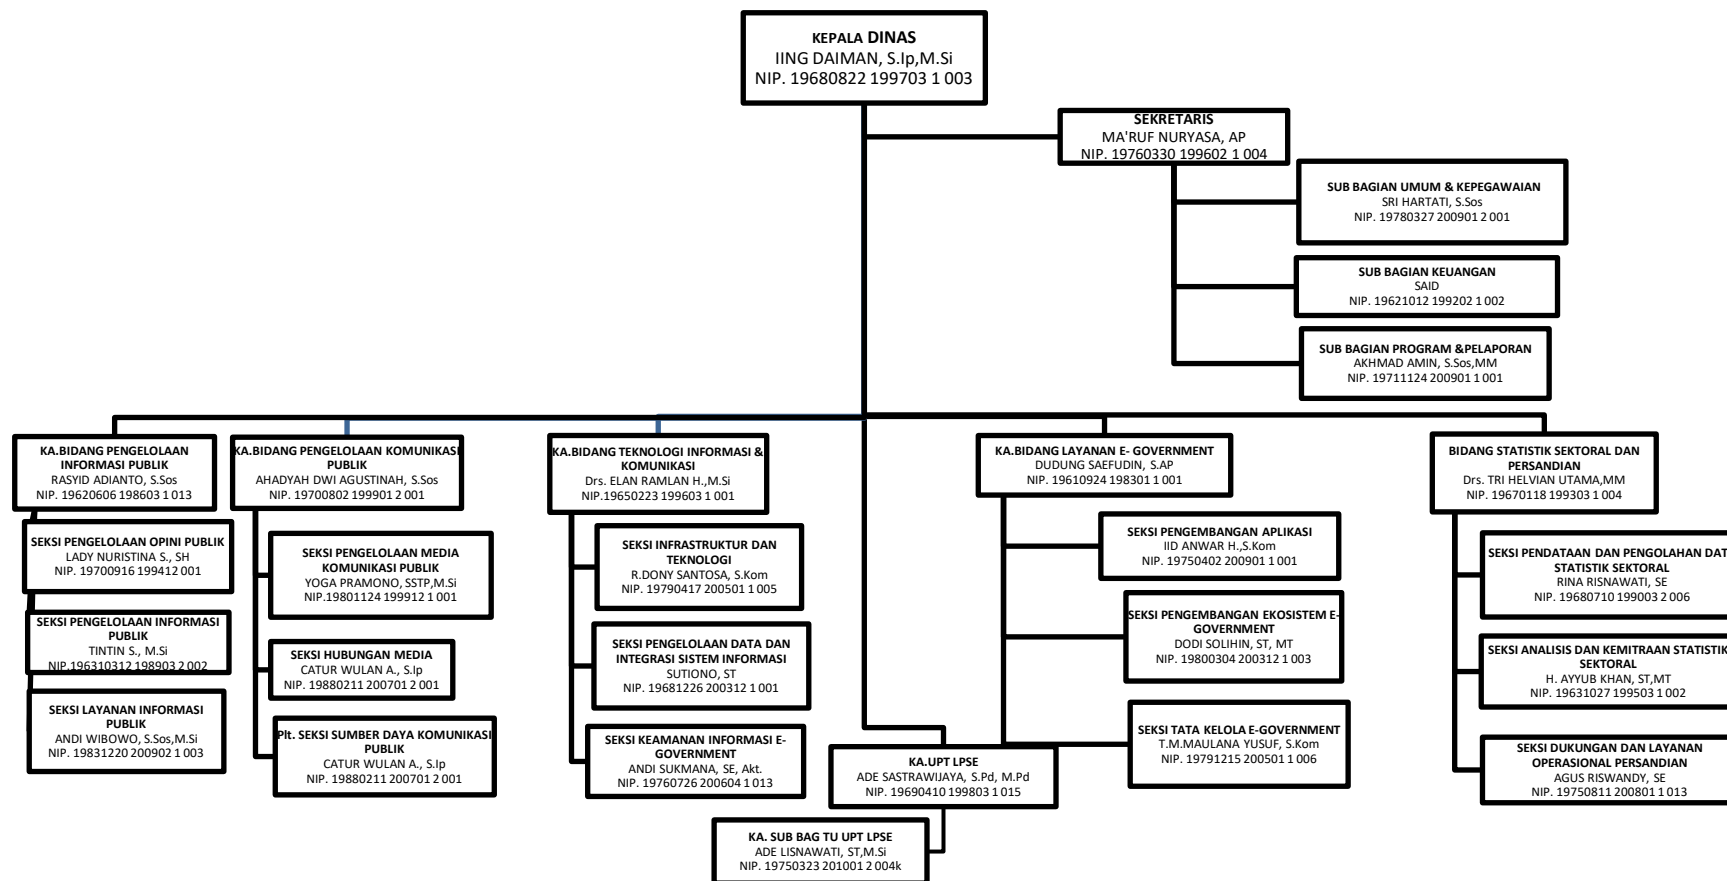 KEPALA DINAS
IING DAIMAN, S.Ip,M.Si
NIP. 19680822 199703 1 003
SEKRETARIS
MA'RUF NURYASA, AP
NIP. 19760330 199602 1 004
SUB BAGIAN UMUM & KEPEGAWAIAN
SRI HARTATI, S.Sos
NIP. 19780327 200901 2 001
SUB BAGIAN KEUANGAN
SAID
NIP. 19621012 199202 1 002
SUB BAGIAN PROGRAM &PELAPORAN
AKHMAD AMIN, S.Sos,MM
NIP. 19711124 200901 1 001
KA.BIDANG PENGELOLAAN
INFORMASI PUBLIK
RASYID ADIANTO, S.Sos
NIP. 19620606 198603 1 013
SEKSI PENGELOLAAN OPINI PUBLIK
LADY NURISTINA S., SH
NIP. 19700916 199412 001
SEKSI PENGELOLAAN INFORMASI
PUBLIK
TINTIN S., M.Si
NIP.196310312 198903 2 002
SEKSI LAYANAN INFORMASI
PUBLIK
ANDI WIBOWO, S.Sos,M.Si
NIP. 19831220 200902 1 003
KA.BIDANG PENGELOLAAN KOMUNIKASI
PUBLIK
AHADYAH DWI AGUSTINAH, S.Sos
NIP. 19700802 199901 2 001
SEKSI PENGELOLAAN MEDIA
KOMUNIKASI PUBLIK
YOGA PRAMONO, SSTP,M.Si
NIP.19801124 199912 1 001
SEKSI HUBUNGAN MEDIA
CATUR WULAN A., S.Ip
NIP. 19880211 200701 2 001
Plt. SEKSI SUMBER DAYA KOMUNIKASI
PUBLIK
CATUR WULAN A., S.Ip
NIP. 19880211 200701 2 001
KA.BIDANG TEKNOLOGI INFORMASI &
KOMUNIKASI
Drs. ELAN RAMLAN H.,M.Si
NIP.19650223 199603 1 001
SEKSI INFRASTRUKTUR DAN
TEKNOLOGI
R.DONY SANTOSA, S.Kom
NIP. 19790417 200501 1 005
SEKSI PENGELOLAAN DATA DAN
INTEGRASI SISTEM INFORMASI
SUTIONO, ST
NIP. 19681226 200312 1 001
SEKSI KEAMANAN INFORMASI E-
GOVERNMENT
ANDI SUKMANA, SE, Akt.
NIP. 19760726 200604 1 013
KA.UPT LPSE
ADE SASTRAWIJAYA, S.Pd, M.Pd
NIP. 19690410 199803 1 015
KA. SUB BAG TU UPT LPSE
ADE LISNAWATI, ST,M.Si
NIP. 19750323 201001 2 004k
KA.BIDANG LAYANAN E- GOVERNMENT
DUDUNG SAEFUDIN, S.AP
NIP. 19610924 198301 1 001
SEKSI PENGEMBANGAN APLIKASI
IID ANWAR H.,S.Kom
NIP. 19750402 200901 1 001
SEKSI PENGEMBANGAN EKOSISTEM E-
GOVERNMENT
DODI SOLIHIN, ST, MT
NIP. 19800304 200312 1 003
SEKSI TATA KELOLA E-GOVERNMENT
T.M.MAULANA YUSUF, S.Kom
NIP. 19791215 200501 1 006
BIDANG STATISTIK SEKTORAL DAN
PERSANDIAN
Drs. TRI HELVIAN UTAMA,MM
NIP. 19670118 199303 1 004
SEKSI PENDATAAN DAN PENGOLAHAN DAT
STATISTIK SEKTORAL
RINA RISNAWATI, SE
NIP. 19680710 199003 2 006
SEKSI ANALISIS DAN KEMITRAAN STATISTIK
SEKTORAL
H. AYYUB KHAN, ST,MT
NIP. 19631027 199503 1 002
SEKSI DUKUNGAN DAN LAYANAN
OPERASIONAL PERSANDIAN
AGUS RISWANDY, SE
NIP. 19750811 200801 1 013